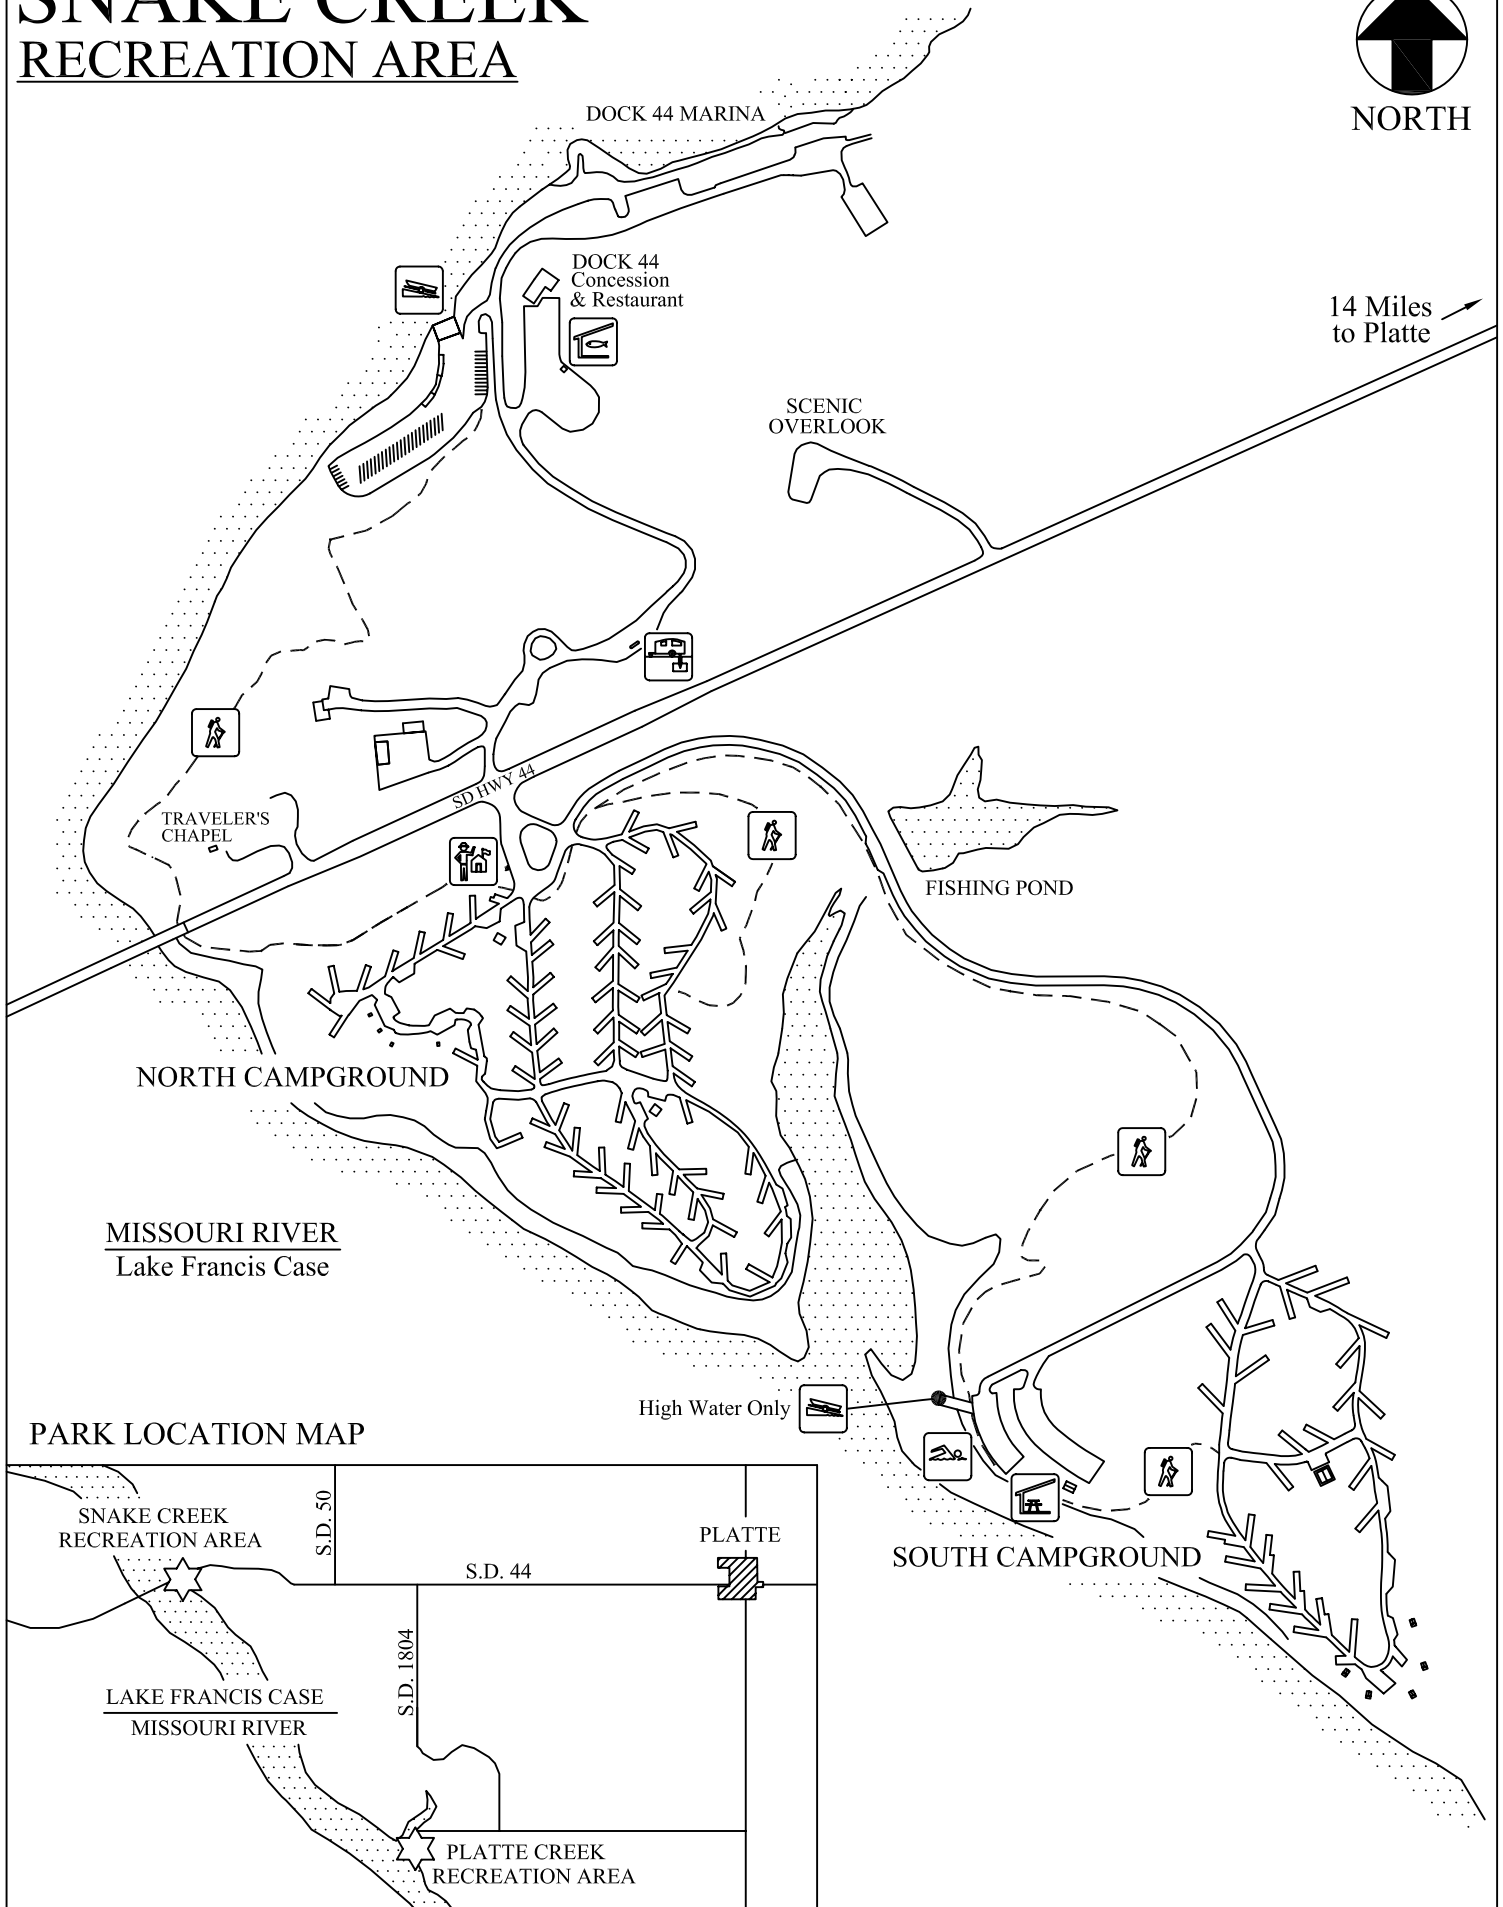 SNAKE CREEK
RECREATION AREA
NORTH
DOCK 44 MARINA
DOCK 44
Concession
& Restaurant
14 Miles
to Platte
SCENIC
OVERLOOK
SD HWY 44
TRAVELER'S
CHAPEL
FISHING POND
NORTH CAMPGROUND
MISSOURI RIVER
Lake Francis Case
High Water Only
SOUTH CAMPGROUND
PARK LOCATION MAP
SNAKE CREEK
RECREATION AREA
S.D. 50
PLATTE
S.D. 44
S.D. 1804
LAKE FRANCIS CASE
MISSOURI RIVER
PLATTE CREEK
RECREATION AREA